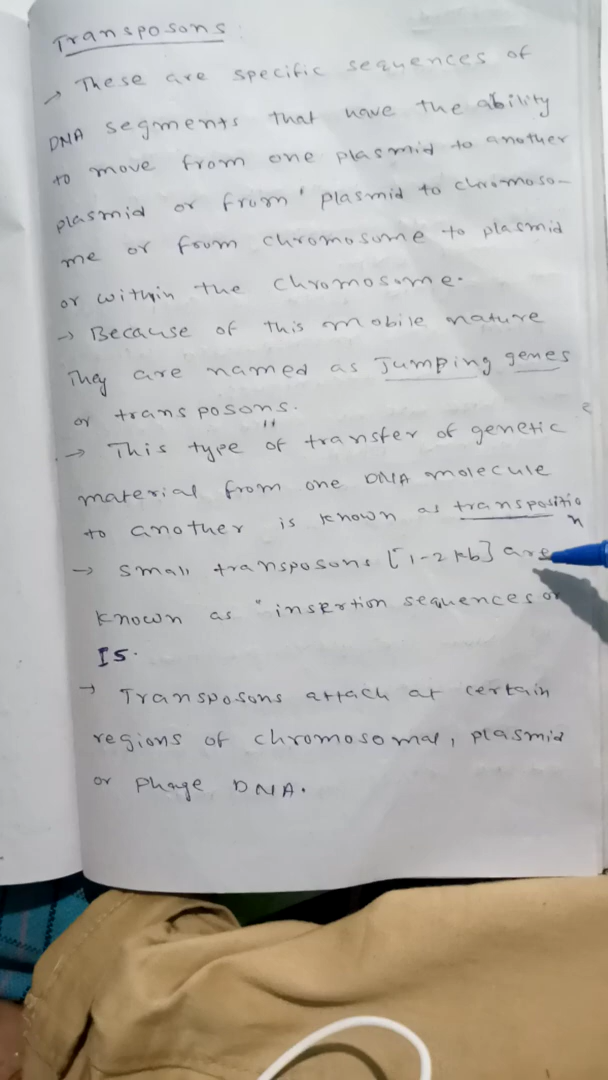 Transposons:
→ These are specific sequences of
DNA segments that have the ability
to move from one plasmid to another
plasmid or from plasmid to chromoso-
me or from chromosome to plasmid
or within the chromosome.
→ Because of this mobile nature
They are named as Jumping genes
or transposons.
→ This type "of transfer of genetic
material from one DNA molecule
to another is known as transpositio
n
→ Small transposons [1-2 kb] are
known as "insertion sequences or
IS.
→ Transposons attach at certain
regions of chromosomal, plasmid
or phage DNA.